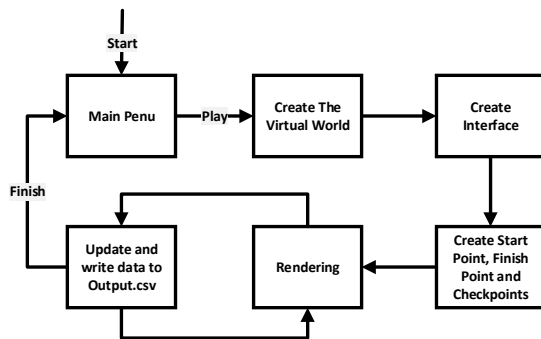 Start
Main Penu
Play
Create The
Virtual World
Create
Interface
Finish
Update and
write data to
Output.csv
Rendering
Create Start
Point, Finish
Point and
Checkpoints